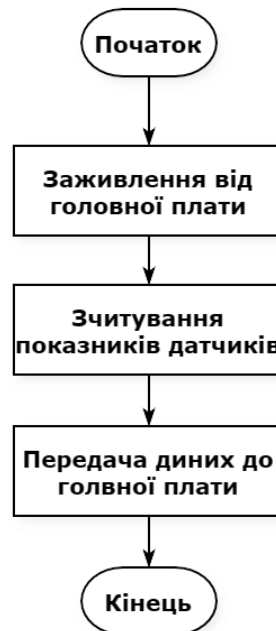 Початок
Заживлення від
головної плати
Зчитування
показників датчиків
Передача диних до
голвної плати
Кінець